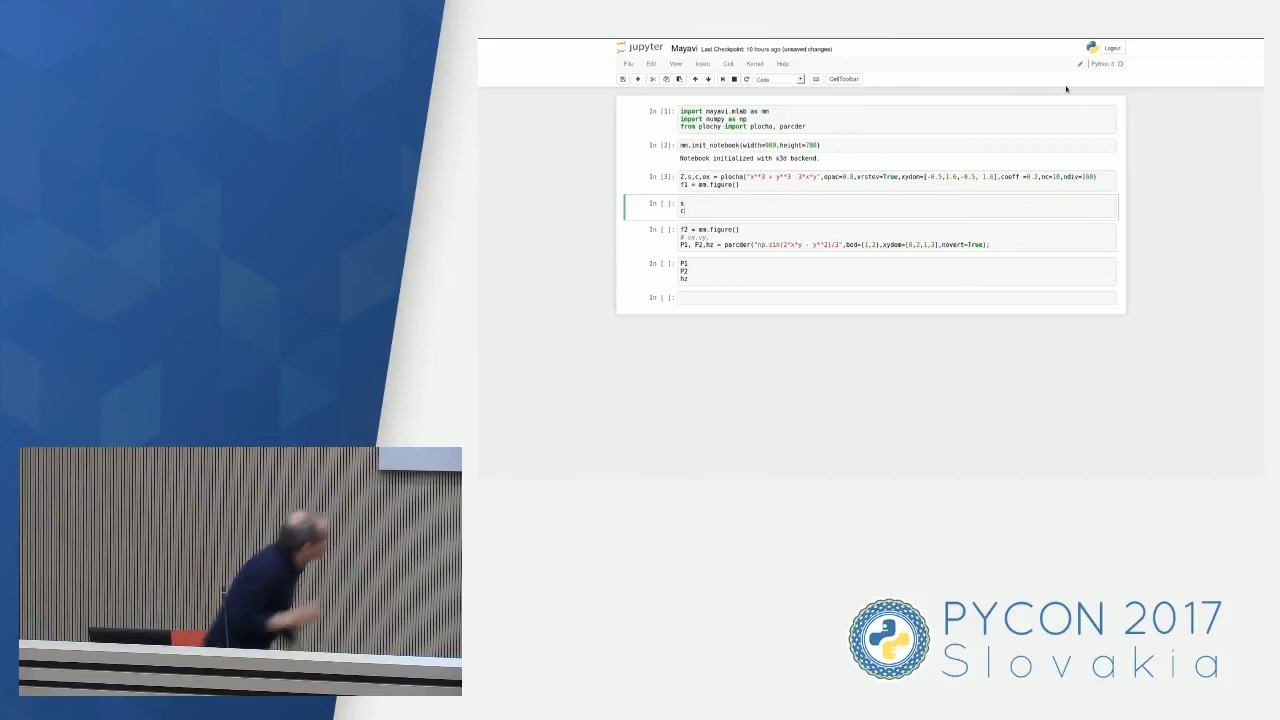 jupyter Mayavi Last Checkpoint: 10 hours ago (unsaved changes)
Logout
File Edit View Insert Cell Kernel Help
Python 3
Code
CellToolbar
In [1]: import mayavi.mlab as mm
import numpy as np
from plochy import plocha, parcder
In [2]: mm.init_notebook(width=900,height=780)
Notebook initialized with x3d backend.
In [3]: Z,s,c,ex = plocha("x**3 + y**3 -3*x*y",opac=0.8,vrstev=True,xydom=[-0.5,1.6,-0.5, 1.6],coeff =0.2,nc=10,ndiv=160)
f1 = mm.figure()
In [ ]: s
c
In [ ]: f2 = mm.figure()
# vx,vy,
P1, P2,hz = parcder("np.sin(2*x*y - y**2)/3",bod=(1,2),xydom=[0,2,1,3],novert=True);
In [ ]: P1
P2
hz
In [ ]:
PYCON 2017
Slovakia